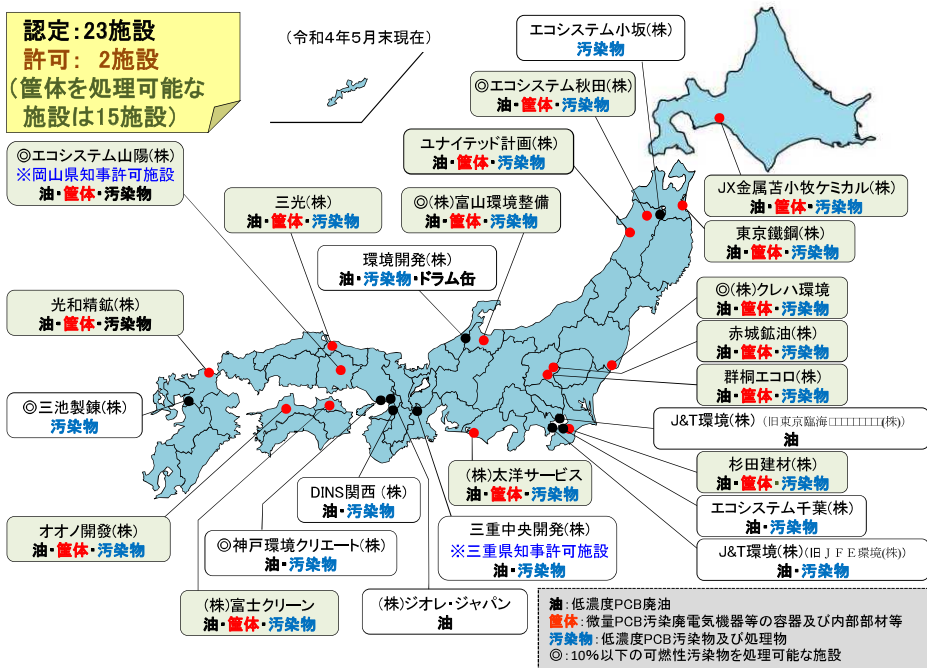 認定:23施設
許可: 2施設
(筐体を処理可能な
施設は15施設)
(令和4年5月末現在)
エコシステム小坂(株)
汚染物
◎エコシステム秋田(株)
油・筐体・汚染物
ユナイテッド計画(株)
油・筐体・汚染物
◎エコシステム山陽(株)
※岡山県知事許可施設
油・筐体・汚染物
三光(株)
油・筐体・汚染物
◎(株)富山環境整備
油・筐体・汚染物
環境開発(株)
油・汚染物・ドラム缶
JX金属苫小牧ケミカル(株)
油・筐体・汚染物
東京鐵鋼(株)
油・筐体・汚染物
◎(株)クレハ環境
油・筐体・汚染物
赤城鉱油(株)
油・筐体・汚染物
群桐エコロ(株)
油・筐体・汚染物
光和精鉱(株)
油・筐体・汚染物
◎三池製錬(株)
汚染物
J&T環境(株) (旧東京臨海□□□□□□□□(株))
油
杉田建材(株)
油・筐体・汚染物
エコシステム千葉(株)
油・汚染物
J&T環境(株)(旧JFE環境(株))
油・汚染物
(株)太洋サービス
油・筐体・汚染物
DINS関西(株)
油・汚染物
三重中央開発(株)
※三重県知事許可施設
油・汚染物
オオノ開發(株)
油・筐体・汚染物
◎神戸環境クリエート(株)
油・汚染物
(株)富士クリーン
油・筐体・汚染物
(株)ジオレ・ジャパン
油
油:低濃度PCB廃油
筐体:微量PCB汚染廃電気機器等の容器及び内部部材等
汚染物:低濃度PCB汚染物及び処理物
◎:10%以下の可燃性汚染物を処理可能な施設